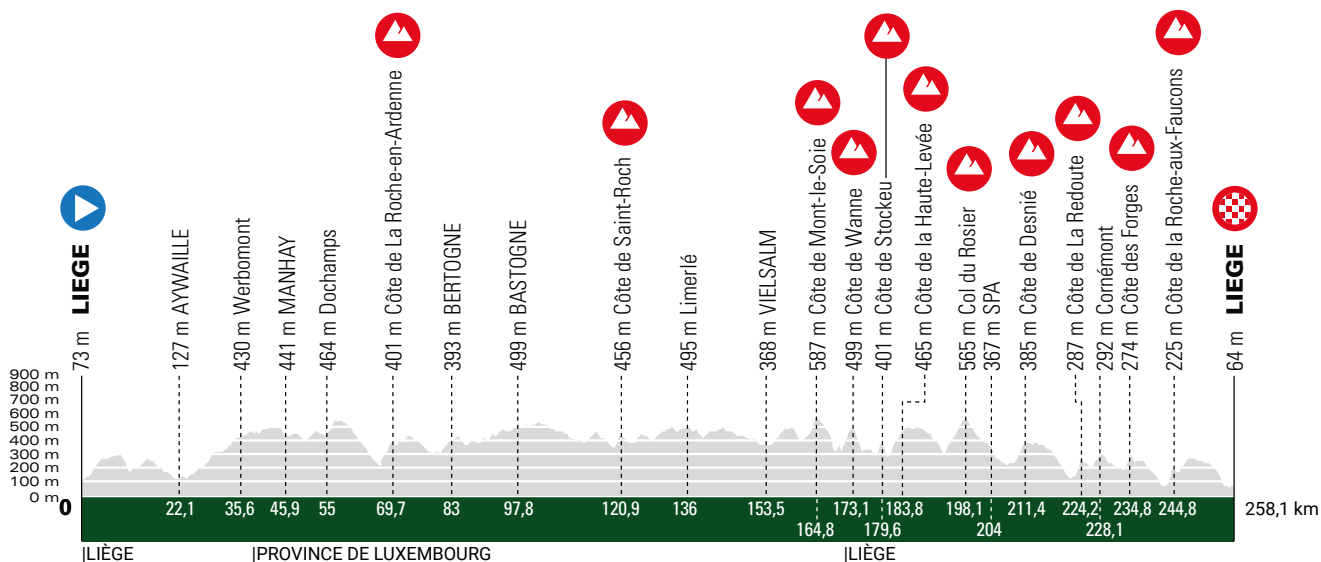 73 m LIEGE
127 m AYWAILLE
430 m Werbomont
441 m MANHAY
464 m Dochamps
401 m Côte de La Roche-en-Ardenne
393 m BERTOGNE
499 m BASTOGNE
456 m Côte de Saint-Roch
495 m Limerlé
368 m VIELSALM
587 m Côte de Mont-le-Soie
499 m Côte de Wanne
401 m Côte de Stockeu
465 m Côte de la Haute-Levée
565 m Col du Rosier
367 m SPA
385 m Côte de Desnié
287 m Côte de La Redoute
292 m Cornémont
274 m Côte des Forges
225 m Côte de la Roche-aux-Faucons
64 m LIEGE
900 m
800 m
700 m
600 m
500 m
400 m
300 m
200 m
100 m
0 m
0 22,1 35,6 45,9 55 69,7 83 97,8 120,9 136 153,5 173,1 183,8 198,1 211,4 224,2 234,8 244,8 258,1 km
164,8 179,6 204 228,1
|LIÈGE |PROVINCE DE LUXEMBOURG |LIÈGE